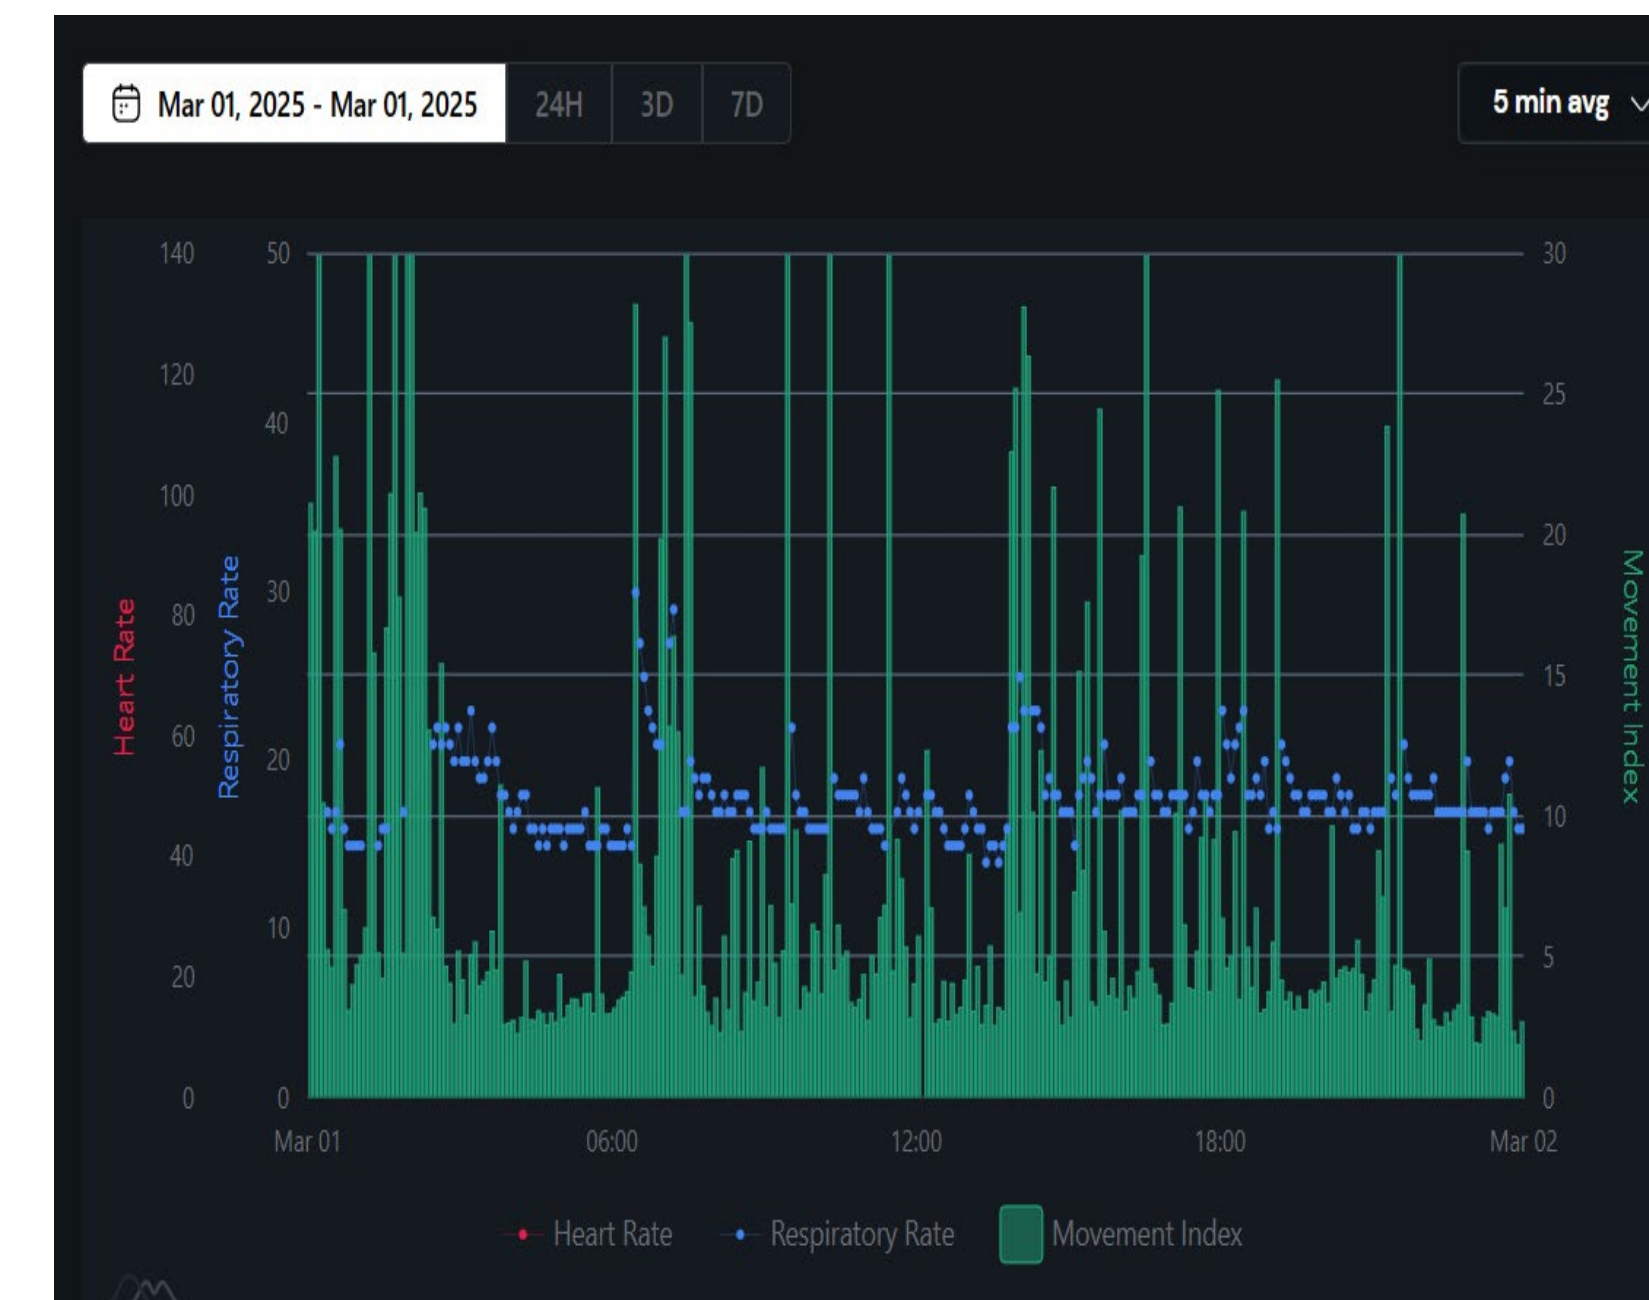 Mar 01, 2025 - Mar 01, 2025 24H 3D 7D 5 min avg
140 50 30
120 40 25
100 20
80 30 15
60 20 10
40 10 5
20
0 0 0
Heart Rate
Respiratory Rate
Movement Index
Mar 01 06:00 12:00 18:00 Mar 02
Heart Rate Respiratory Rate Movement Index